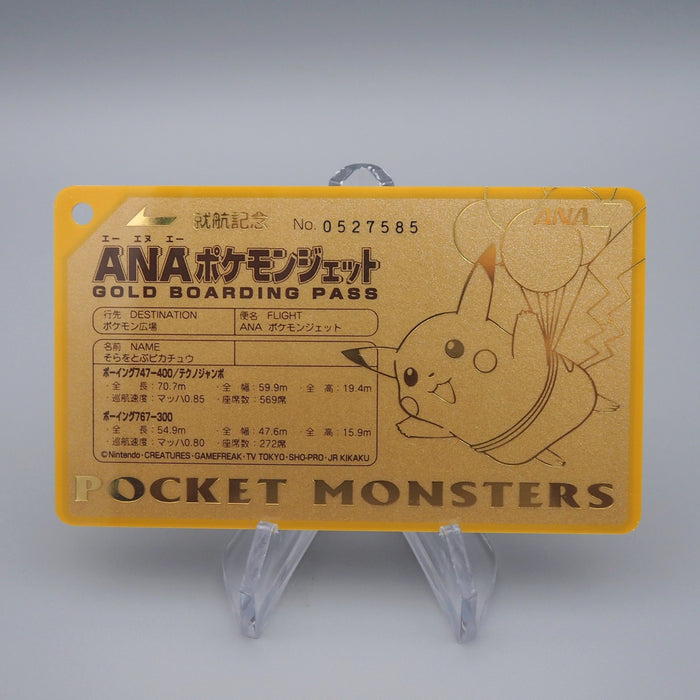 就航記念 No. 0527585
ANA
エー エヌ エー
ANAポケモンジェット
GOLD BOARDING PASS
行先 DESTINATION 便名 FLIGHT
ポケモン広場 ANA ポケモンジェット
名前 NAME
そらをとぶピカチュウ
ボーイング747-400/テクノジャンボ
・全 長：70.7m ・全 幅：59.9m ・全 高：19.4m
・巡航速度：マッハ0.85 ・座席数：569席
ボーイング767-300
・全 長：54.9m ・全 幅：47.6m ・全 高：15.9m
・巡航速度：マッハ0.80 ・座席数：272席
©Nintendo・CREATURES・GAMEFREAK・TV TOKYO・SHO-PRO・JR KIKAKU
POCKET MONSTERS